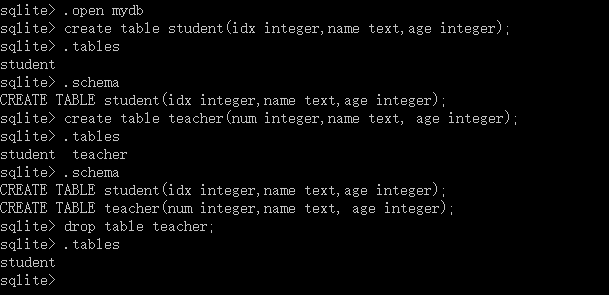 sqlite> .open mydb
sqlite> create table student(idx integer,name text,age integer);
sqlite> .tables
student
sqlite> .schema
CREATE TABLE student(idx integer,name text,age integer);
sqlite> create table teacher(num integer,name text, age integer);
sqlite> .tables
student  teacher
sqlite> .schema
CREATE TABLE student(idx integer,name text,age integer);
CREATE TABLE teacher(num integer,name text, age integer);
sqlite> drop table teacher;
sqlite> .tables
student
sqlite>